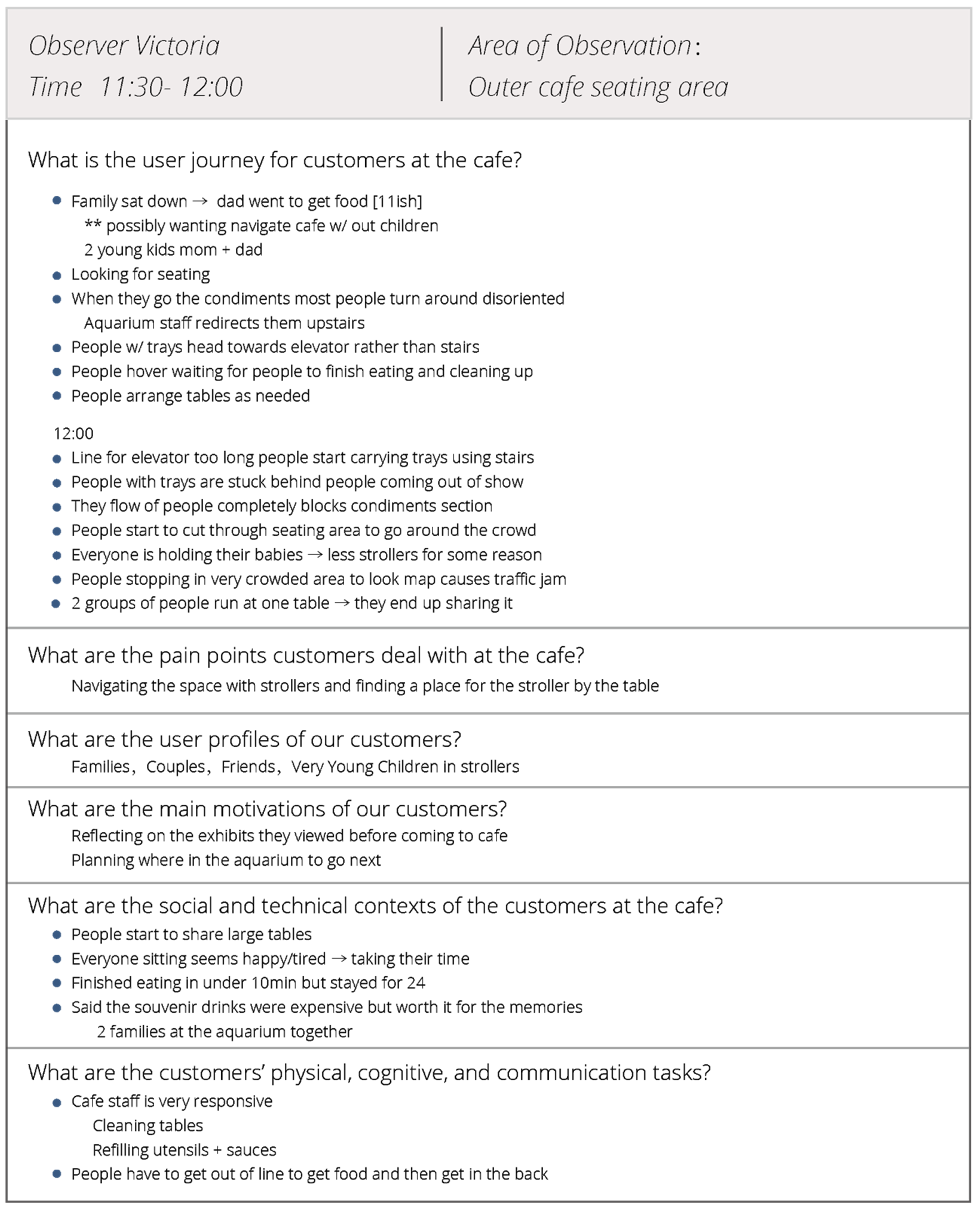 Observer Victoria
Time 11:30- 12:00
Area of Observation:
Outer cafe seating area
What is the user journey for customers at the cafe?
• Family sat down → dad went to get food [11ish]
** possibly wanting navigate cafe w/ out children
2 young kids mom + dad
• Looking for seating
• When they go the condiments most people turn around disoriented
Aquarium staff redirects them upstairs
• People w/ trays head towards elevator rather than stairs
• People hover waiting for people to finish eating and cleaning up
• People arrange tables as needed
12:00
• Line for elevator too long people start carrying trays using stairs
• People with trays are stuck behind people coming out of show
• They flow of people completely blocks condiments section
• People start to cut through seating area to go around the crowd
• Everyone is holding their babies → less strollers for some reason
• People stopping in very crowded area to look map causes traffic jam
• 2 groups of people run at one table → they end up sharing it
What are the pain points customers deal with at the cafe?
Navigating the space with strollers and finding a place for the stroller by the table
What are the user profiles of our customers?
Families, Couples, Friends, Very Young Children in strollers
What are the main motivations of our customers?
Reflecting on the exhibits they viewed before coming to cafe
Planning where in the aquarium to go next
What are the social and technical contexts of the customers at the cafe?
• People start to share large tables
• Everyone sitting seems happy/tired → taking their time
• Finished eating in under 10min but stayed for 24
• Said the souvenir drinks were expensive but worth it for the memories
2 families at the aquarium together
What are the customers’ physical, cognitive, and communication tasks?
• Cafe staff is very responsive
Cleaning tables
Refilling utensils + sauces
• People have to get out of line to get food and then get in the back